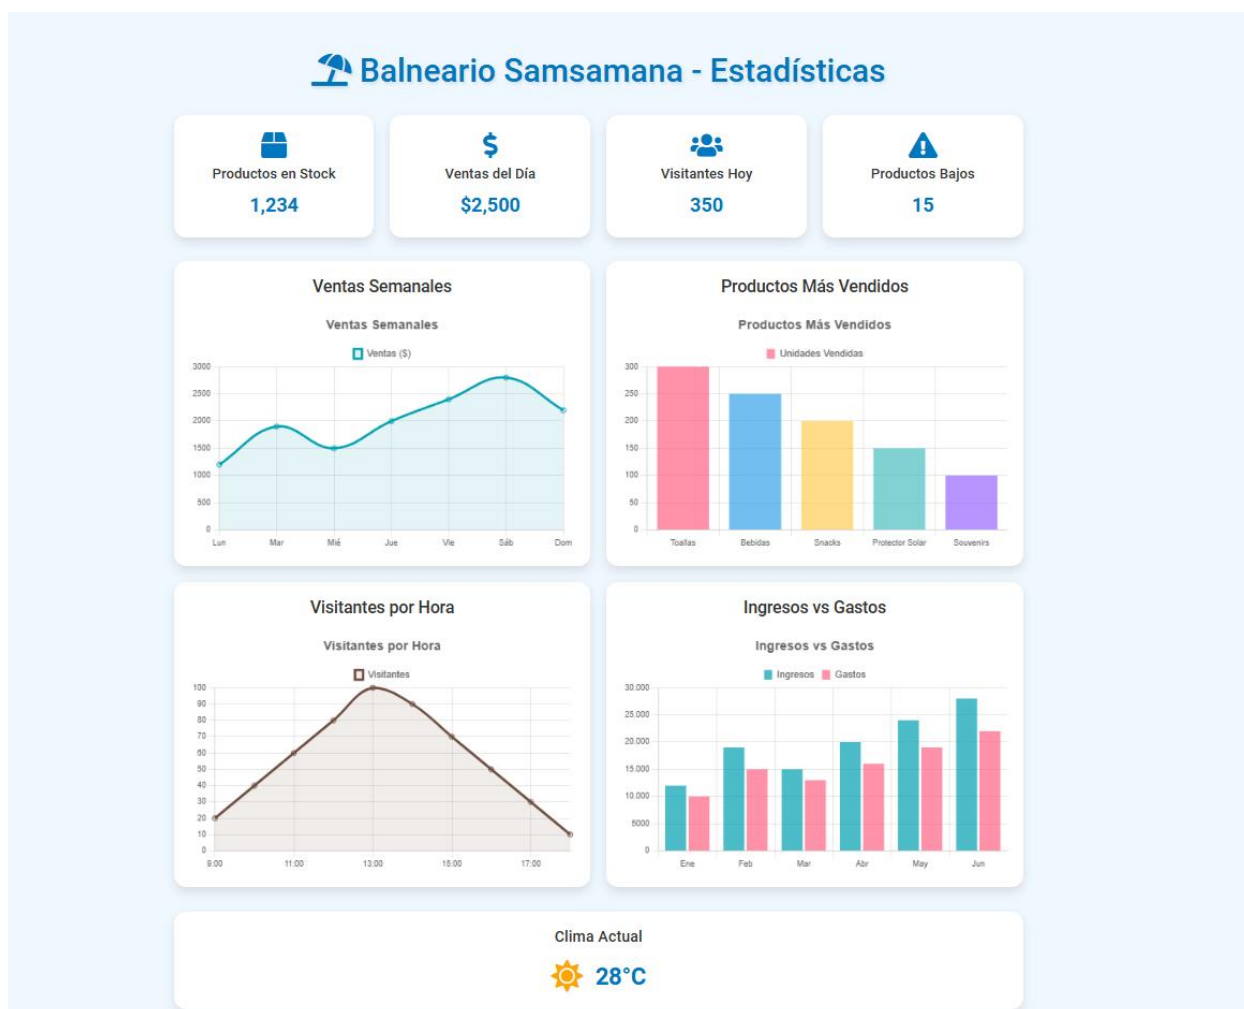 Balneario Samsamana - Estadísticas
Productos en Stock
1,234
Ventas del Día
$2,500
Visitantes Hoy
350
Productos Bajos
15
Ventas Semanales
Ventas Semanales
Ventas ($)
3000
2500
2000
1500
1000
500
0
Lun Mar Mié Jue Vie Sáb Dom
Productos Más Vendidos
Productos Más Vendidos
Unidades Vendidas
300
250
200
150
100
50
0
Toallas Bebidas Snacks Protector Solar Souvenirs
Visitantes por Hora
Visitantes por Hora
Visitantes
100
90
80
70
60
50
40
30
20
10
0
9:00 11:00 13:00 15:00 17:00
Ingresos vs Gastos
Ingresos vs Gastos
Ingresos Gastos
30.000
25.000
20.000
15.000
10.000
5000
0
Ene Feb Mar Abr May Jun
Clima Actual
28°C